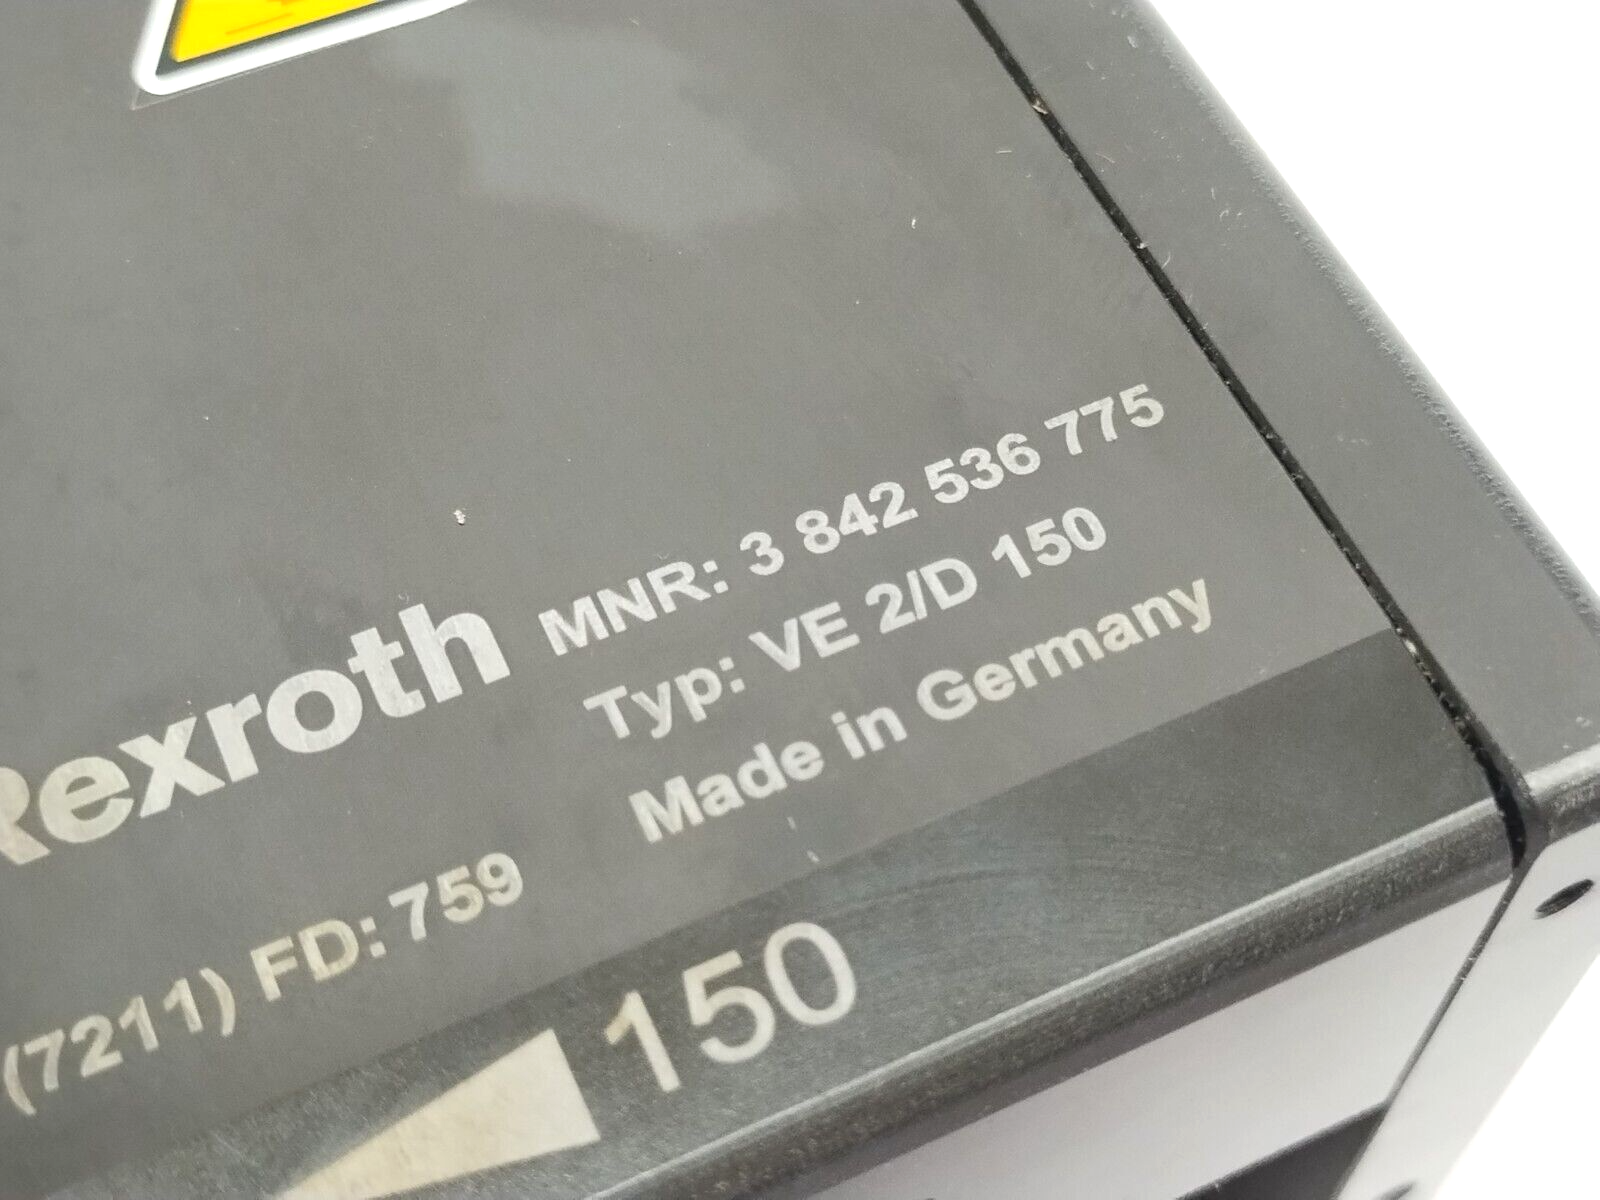 Rexroth
MNR: 3 842 536 775
Typ: VE 2/D 150
Made in Germany
(7211) FD: 759
150